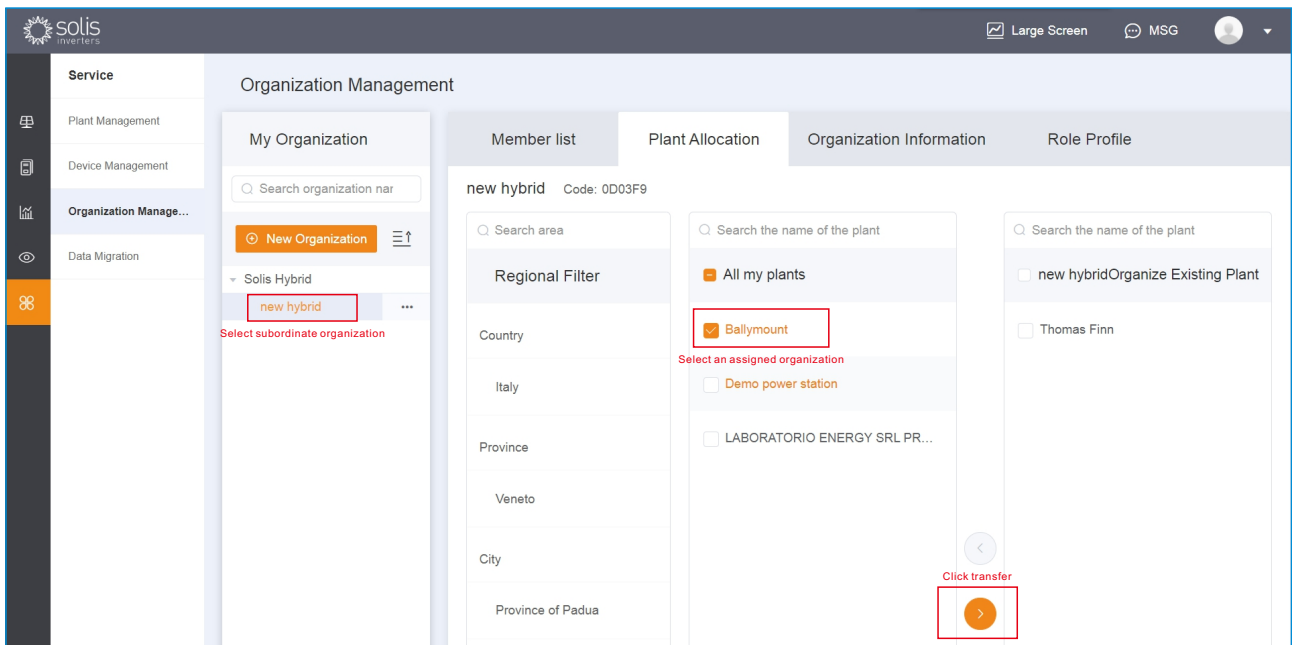 solis
inverters
Large Screen
MSG
Service
Plant Management
Device Management
Organization Manage...
Data Migration
Organization Management
My Organization
Search organization nar
New Organization
Solis Hybrid
new hybrid
Select subordinate organization
Member list
Plant Allocation
Organization Information
Role Profile
new hybrid Code: 0D03F9
Search area
Regional Filter
Country
Italy
Province
Veneto
City
Province of Padua
Search the name of the plant
All my plants
Ballymount
Select an assigned organization
Demo power station
LABORATORIO ENERGY SRL PR...
Click transfer
Search the name of the plant
new hybridOrganize Existing Plant
Thomas Finn